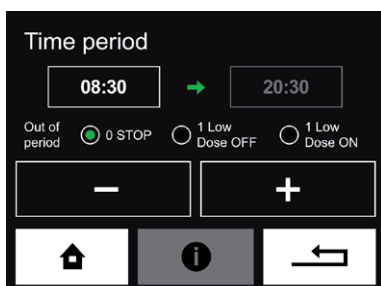 Time period
08:30 20:30
Out of period 0 STOP 1 Low Dose OFF 1 Low Dose ON
− +
i